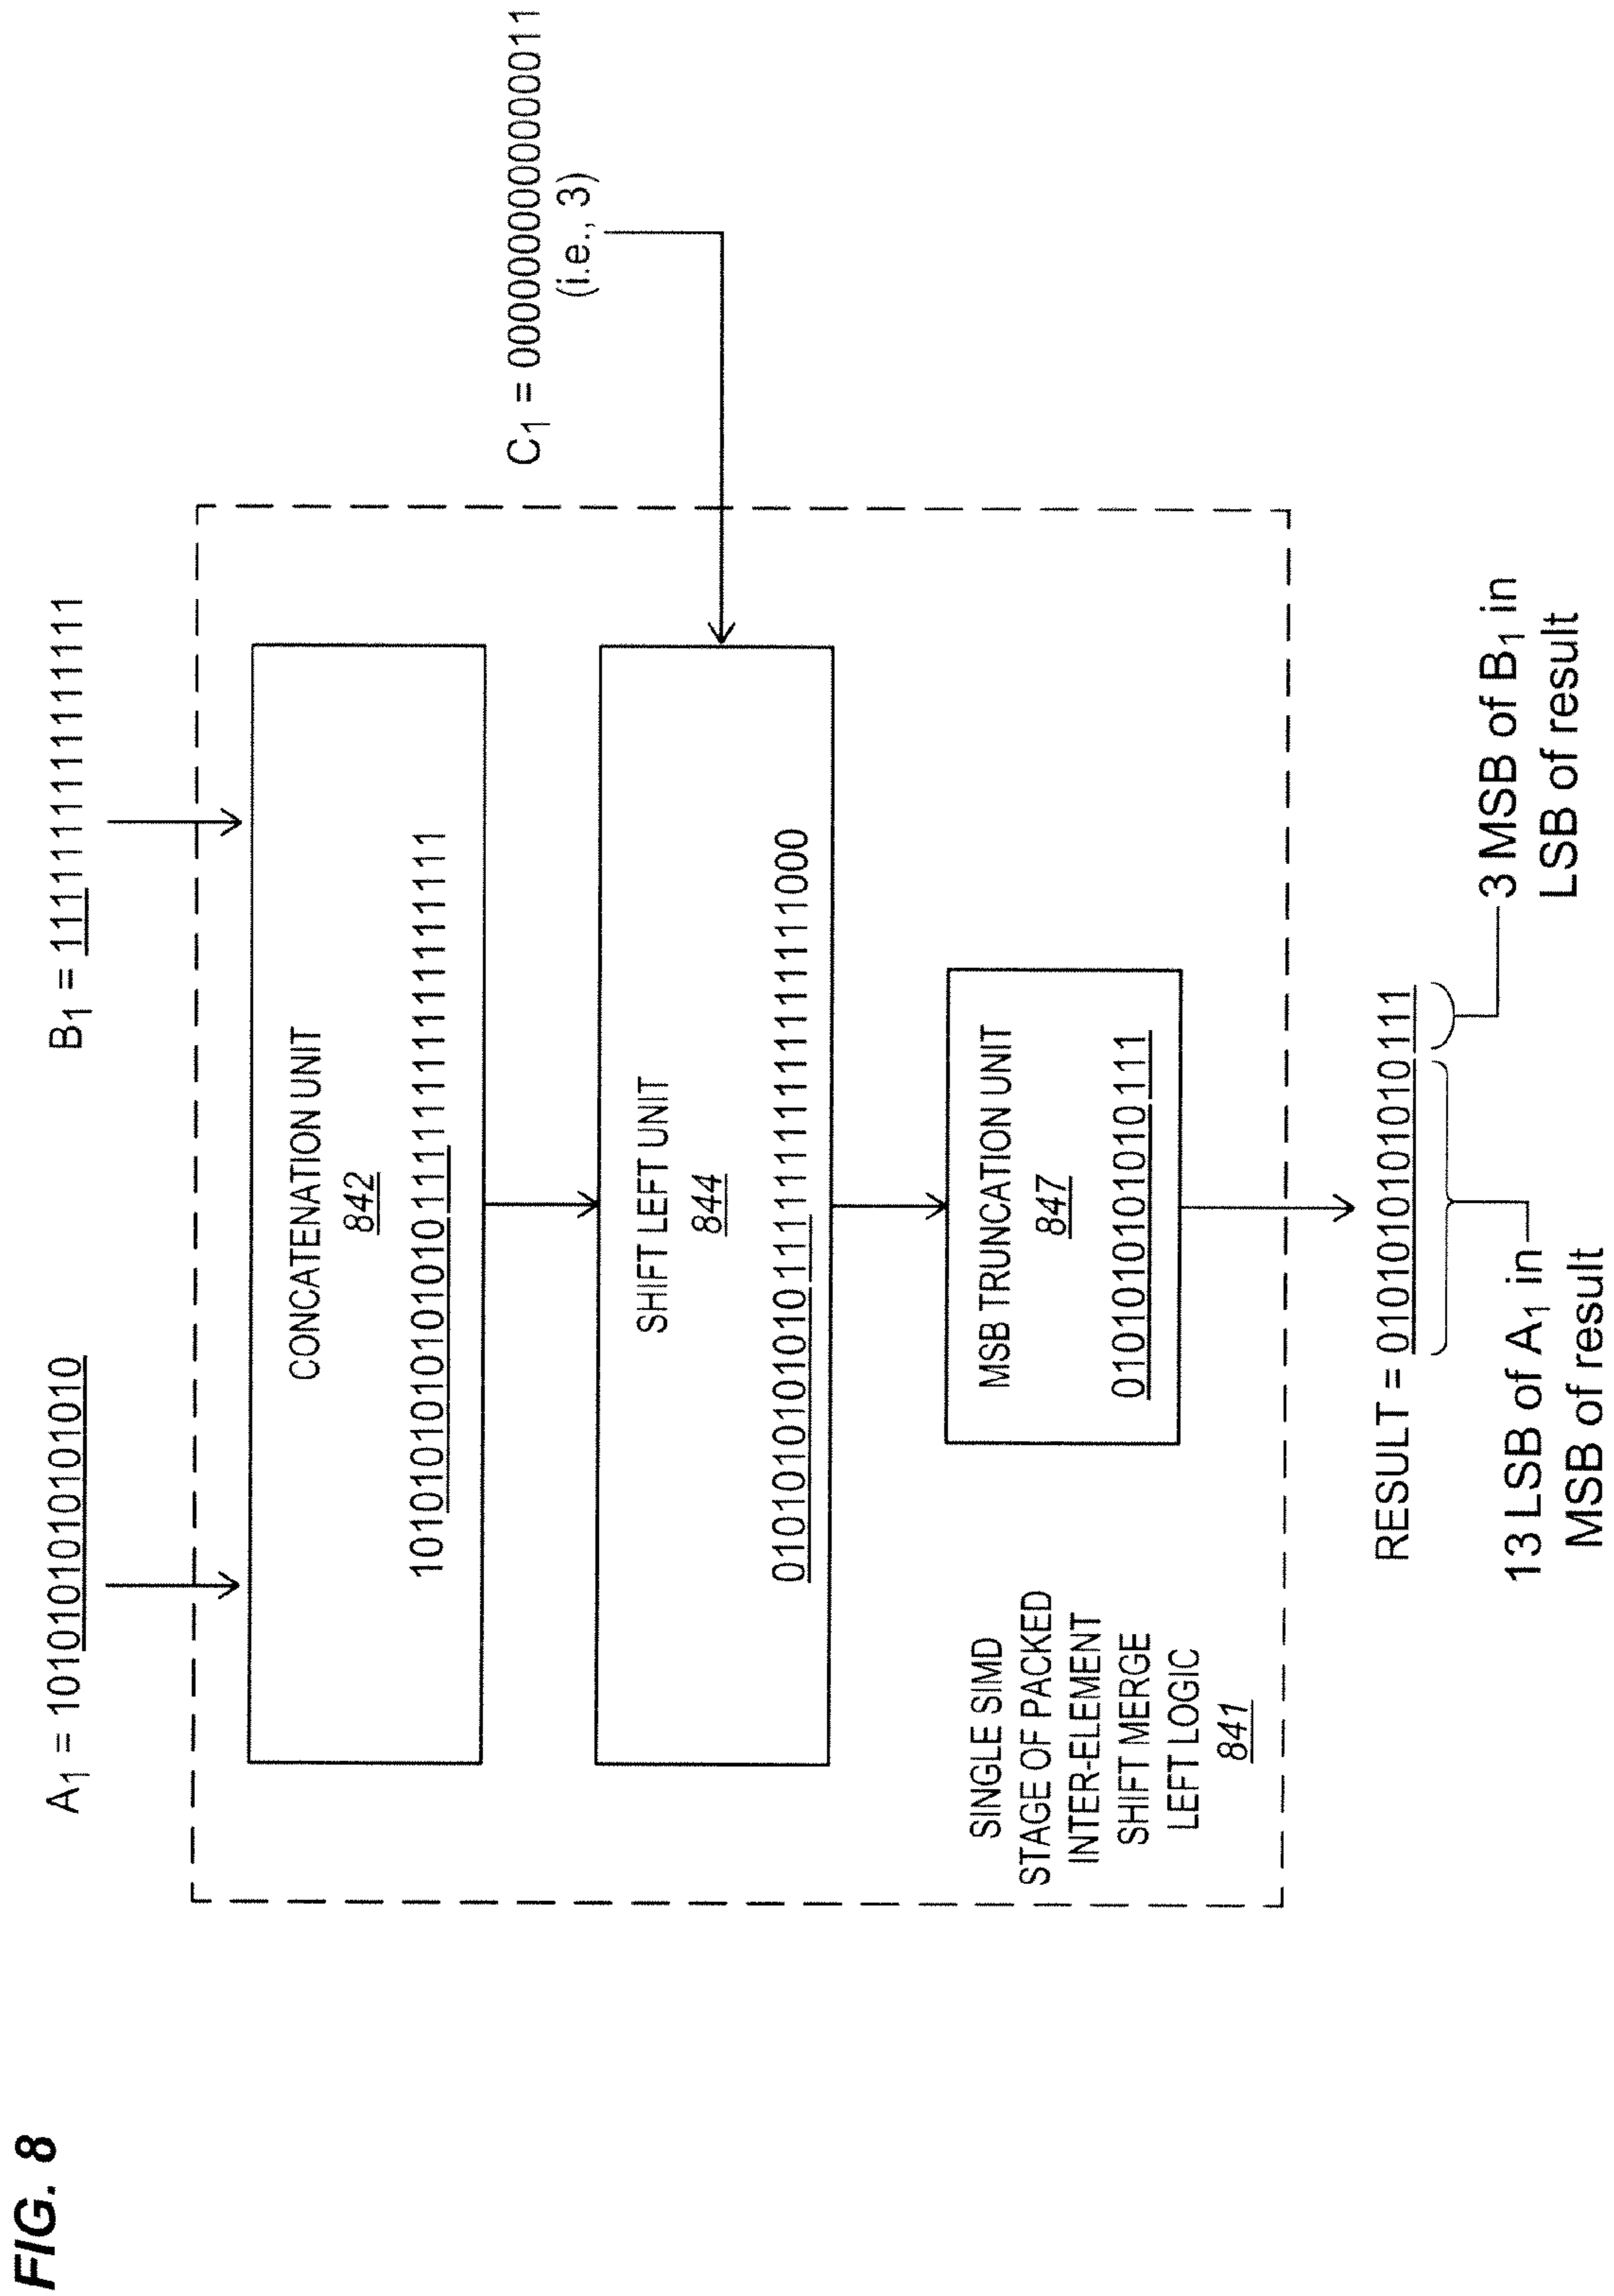 FIG. 8
A1 = 1010101010101010
B1 = 1111111111111111
C1 = 0000000000000011
(i.e., 3)
CONCATENATION UNIT
842
101010101010101011111111111111111
SHIFT LEFT UNIT
844
010101010101011111111111111111000
MSB TRUNCATION UNIT
847
0101010101010111
SINGLE SIMD
STAGE OF PACKED
INTER-ELEMENT
SHIFT MERGE
LEFT LOGIC
841
RESULT = 0101010101010111
13 LSB of A1 in
MSB of result
3 MSB of B1 in
LSB of result